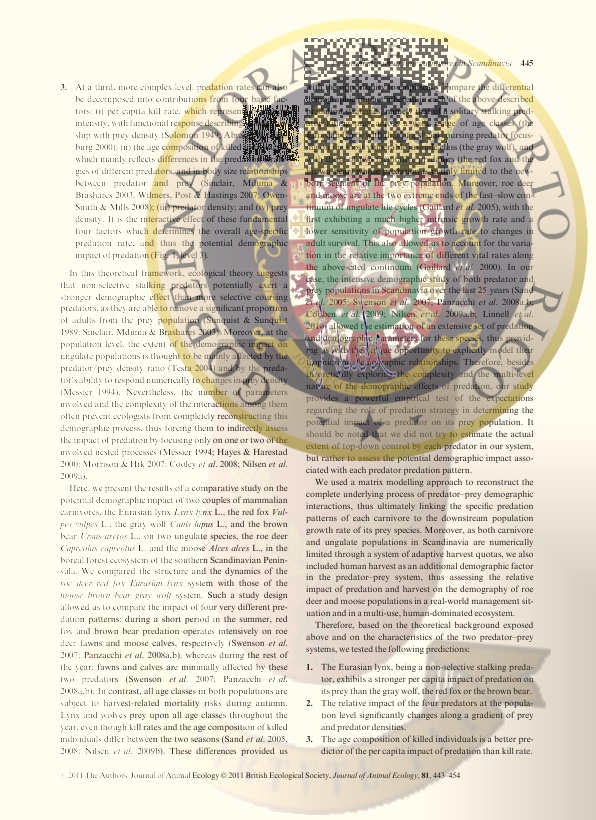 in Scandinavia 445
3. At a third, more complex level, predation rates can also
be decomposed into contributions from four basic fac-
tors: (i) per capita kill rate, which represents
intensity, with functional response describing
ship with prey density (Solomon 1949;
burg 2000); (ii) the age composition of killed
which mainly reflects differences in the
gies of different predators, and in body size relationships
between predator and prey (Sinclair, Mduma &
Brashares 2003; Wilmers, Post & Hastings 2007; Owen-
Smith & Mills 2008); (iii) predator density; and (iv) prey
density. It is the interactive effect of these fundamental
four factors which determines the overall age-specific
predation rate, and thus the potential demographic
impact of predation (Fig. 1, level 3).
In this theoretical framework, ecological theory suggests
that non-selective stalking predators potentially exert a
stronger demographic effect than more selective coursing
predators, as they are able to remove a significant proportion
of adults from the prey population (Sunquist & Sunquist
1989; Sinclair, Mduma & Brashares 2003). Moreover, at the
population level, the extent of the demographic impact on
ungulate populations is thought to be mainly affected by the
predator/prey density ratio (Testa 2004) and by the preda-
tor's ability to respond numerically to changes in prey density
(Messier 1994). Nevertheless, the number of parameters
involved and the complexity of the interactions among them
often prevent ecologists from completely reconstructing this
demographic process, thus forcing them to indirectly assess
the impact of predation by focusing only on one or two of the
involved nested processes (Messier 1994; Hayes & Harestad
2000; Morrison & Hik 2007; Cooley et al. 2008; Nilsen et al.
2009a).
Here, we present the results of a comparative study on the
potential demographic impact of two couples of mammalian
carnivores, the Eurasian lynx Lynx lynx L., the red fox Vul-
pes vulpes L.; the gray wolf Canis lupus L., and the brown
bear Ursus arctos L., on two ungulate species, the roe deer
Capreolus capreolus L. and the moose Alces alces L., in the
boreal forest ecosystem of the southern Scandinavian Penin-
sula. We compared the structure and the dynamics of the
roe deer red fox Eurasian lynx system with those of the
moose brown bear gray wolf system. Such a study design
allowed us to compare the impact of four very different pre-
dation patterns: during a short period in the summer, red
fox and brown bear predation operates intensively on roe
deer fawns and moose calves, respectively (Swenson et al.
2007; Panzacchi et al. 2008a,b), whereas during the rest of
the year, fawns and calves are minimally affected by these
two predators (Swenson et al. 2007; Panzacchi et al.
2008a,b). In contrast, all age classes in both populations are
subject to harvest-related mortality risks during autumn.
Lynx and wolves prey upon all age classes throughout the
year, even though kill rates and the age composition of killed
individuals differ between the two seasons (Sand et al. 2005,
2008; Nilsen et al. 2009b). These differences provided us
compare the differential
of the above-described
a solitary stalking pred-
of age classes (the
coursing predator focus-
class (the gray wolf), and
red fox and the
only limited to the new-
born segment of the prey population. Moreover, roe deer
and moose are at the two extreme ends of the fast–slow con-
tinuum of ungulate life cycles (Gaillard et al. 2005), with the
first exhibiting a much higher intrinsic growth rate and a
lower sensitivity of population growth rate to changes in
adult survival. This also allowed us to account for the varia-
tion in the relative importance of different vital rates along
the above-cited continuum (Gaillard et al. 2000). In our
case, the intensive demographic study of both predator and
prey populations in Scandinavia over the last 25 years (Sand
et al. 2005; Swenson et al. 2007; Panzacchi et al. 2008a,b;
et al. 2009; Nilsen et al. 2009a,b; Linnell et al.
2010) allowed the estimation of an extensive set of predation
and demographic parameters for these species, thus provid-
ing us with the opportunity to explicitly model their
demographic relationships. Therefore, besides
exploring the complexity and the multi-level
nature of the demographic effects of predation, our study
provides a powerful empirical test of the expectations
regarding the role of predation strategy in determining the
potential impact of a predator on its prey population. It
should be noted that we did not try to estimate the actual
extent of top-down control by each predator in our system,
but rather to assess the potential demographic impact asso-
ciated with each predator predation pattern.
We used a matrix modelling approach to reconstruct the
complete underlying process of predator–prey demographic
interactions, thus ultimately linking the specific predation
patterns of each carnivore to the downstream population
growth rate of its prey species. Moreover, as both carnivore
and ungulate populations in Scandinavia are numerically
limited through a system of adaptive harvest quotas, we also
included human harvest as an additional demographic factor
in the predator–prey system, thus assessing the relative
impact of predation and harvest on the demography of roe
deer and moose populations in a real-world management sit-
uation and in a multi-use, human-dominated ecosystem.
Therefore, based on the theoretical background exposed
above and on the characteristics of the two predator–prey
systems, we tested the following predictions:
1. The Eurasian lynx, being a non-selective stalking preda-
tor, exhibits a stronger per capita impact of predation on
its prey than the gray wolf, the red fox or the brown bear.
2. The relative impact of the four predators at the popula-
tion level significantly changes along a gradient of prey
and predator densities.
3. The age composition of killed individuals is a better pre-
dictor of the per capita impact of predation than kill rate.
© 2011 The Authors. Journal of Animal Ecology © 2011 British Ecological Society, Journal of Animal Ecology, 81, 443–454